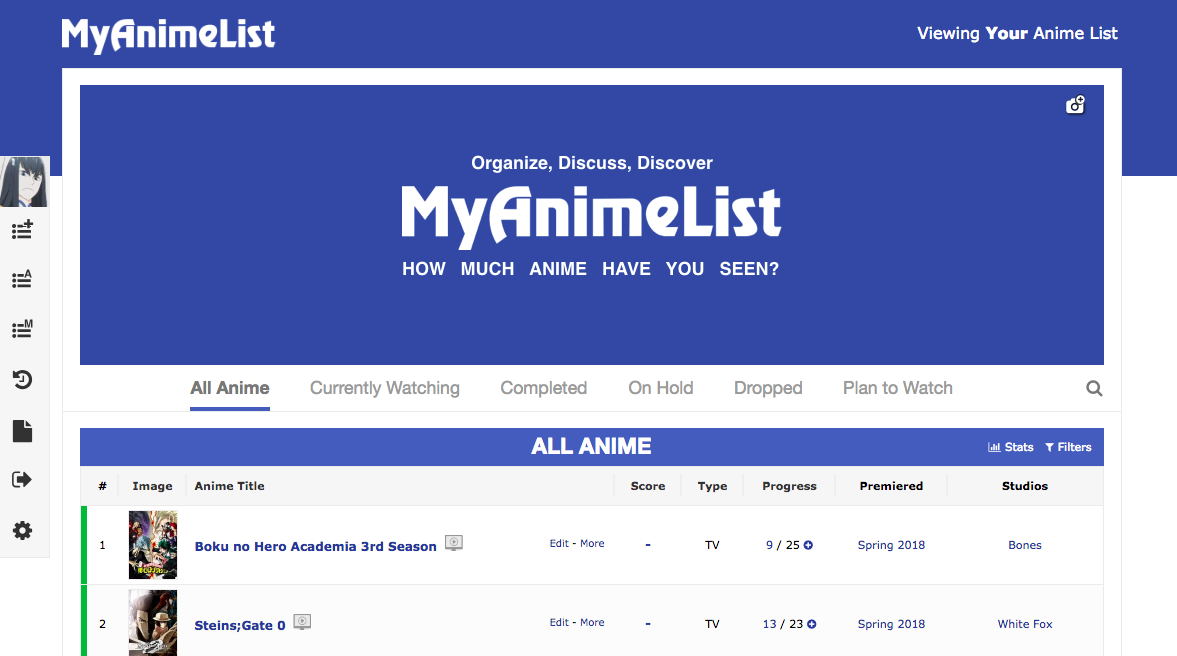 MyAnimeList
Viewing Your Anime List
Organize, Discuss, Discover
MyAnimeList
HOW MUCH ANIME HAVE YOU SEEN?
A
M
All Anime Currently Watching Completed On Hold Dropped Plan to Watch
ALL ANIME Stats Filters
# Image Anime Title Score Type Progress Premiered Studios
1 Boku no Hero Academia 3rd Season Edit - More - TV 9 / 25 Spring 2018 Bones
2 Steins;Gate 0 Edit - More - TV 13 / 23 Spring 2018 White Fox